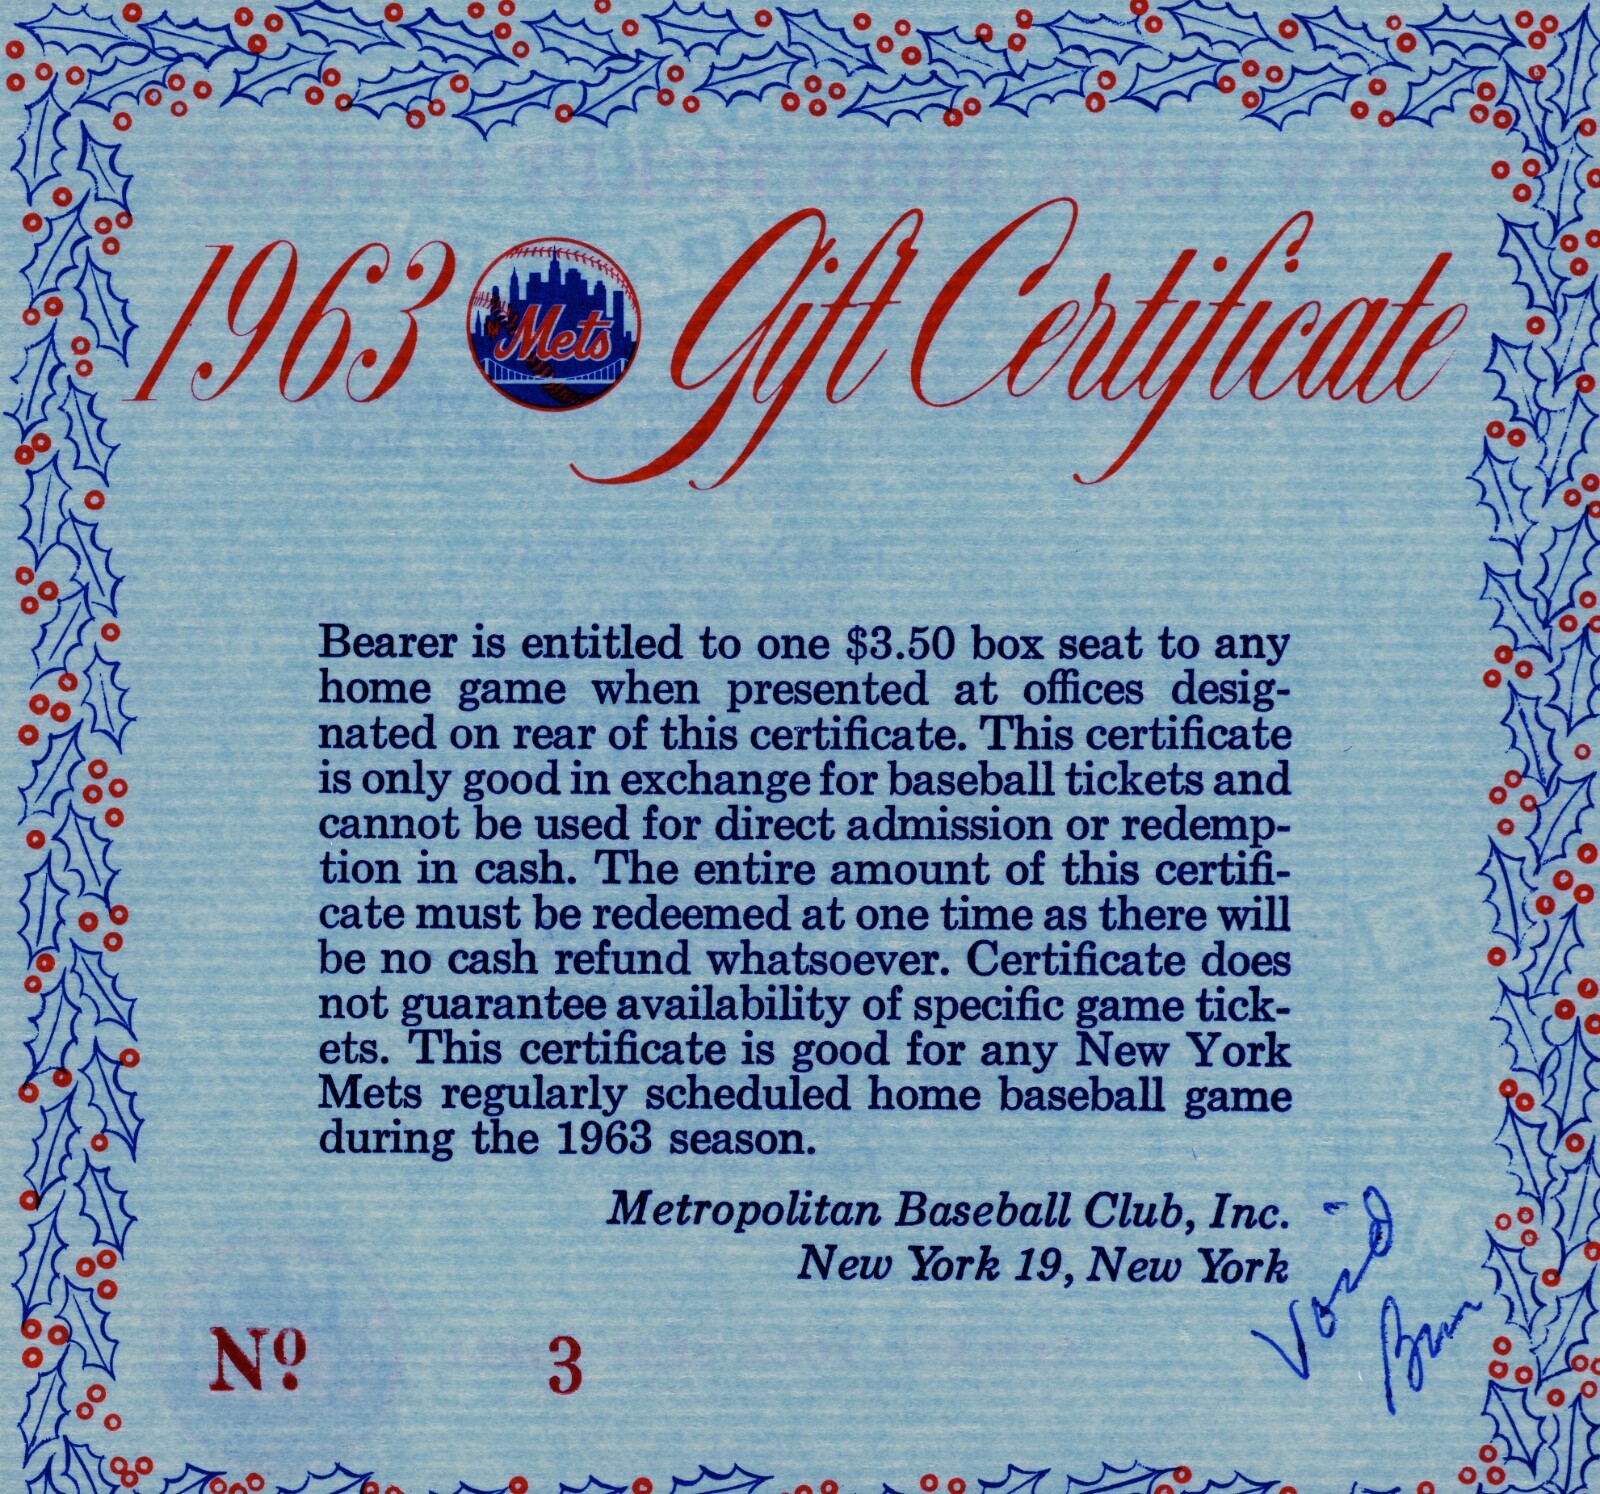 1963 Mets Gift Certificate
Bearer is entitled to one $3.50 box seat to any
home game when presented at offices desig-
nated on rear of this certificate. This certificate
is only good in exchange for baseball tickets and
cannot be used for direct admission or redemp-
tion in cash. The entire amount of this certifi-
cate must be redeemed at one time as there will
be no cash refund whatsoever. Certificate does
not guarantee availability of specific game tick-
ets. This certificate is good for any New York
Mets regularly scheduled home baseball game
during the 1963 season.
Metropolitan Baseball Club, Inc.
New York 19, New York
Void
Nº 3